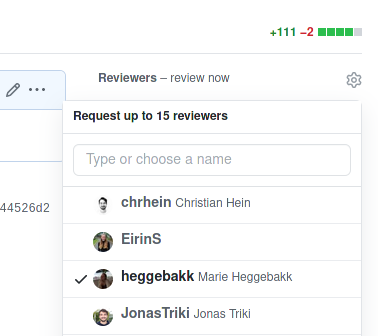 +111 −2
Reviewers – review now
Request up to 15 reviewers
Type or choose a name
44526d2
chrhein Christian Hein
EirinS
heggebakk Marie Heggebakk
JonasTriki Jonas Triki